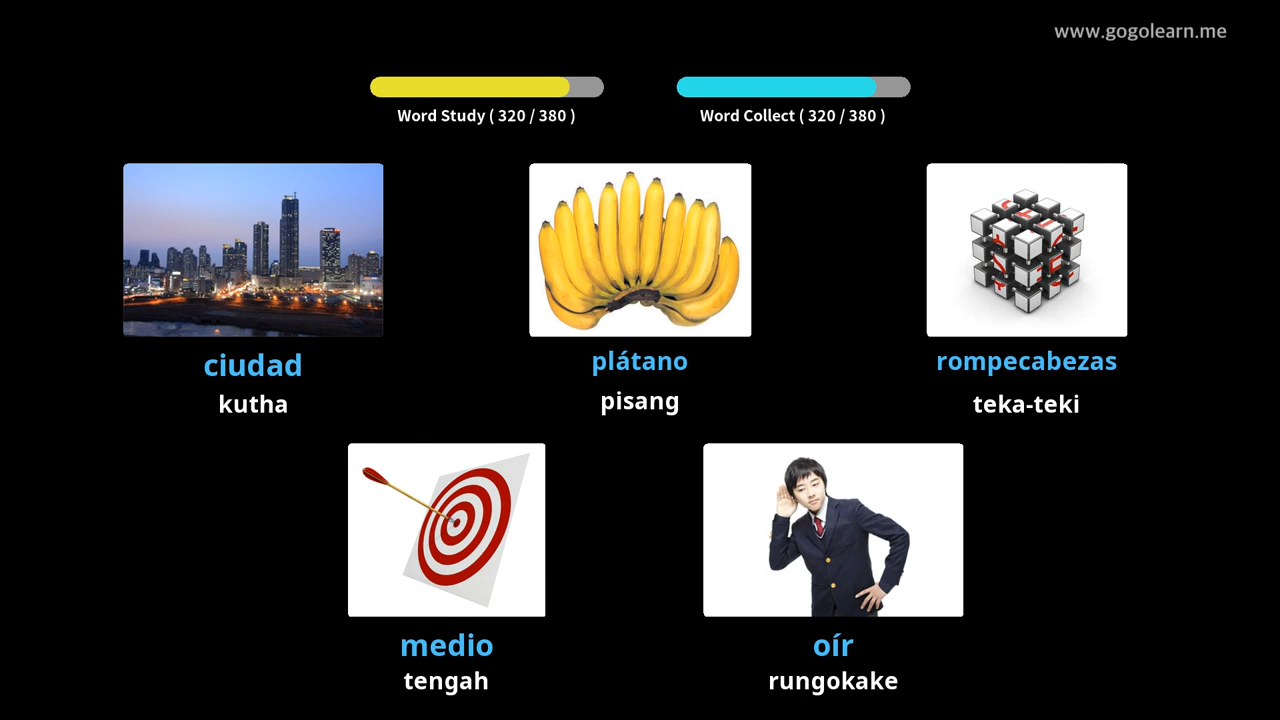 www.gogolearn.me
Word Study ( 320 / 380 )
Word Collect ( 320 / 380 )
ciudad
kutha
plátano
pisang
rompecabezas
teka-teki
medio
tengah
oír
rungokake